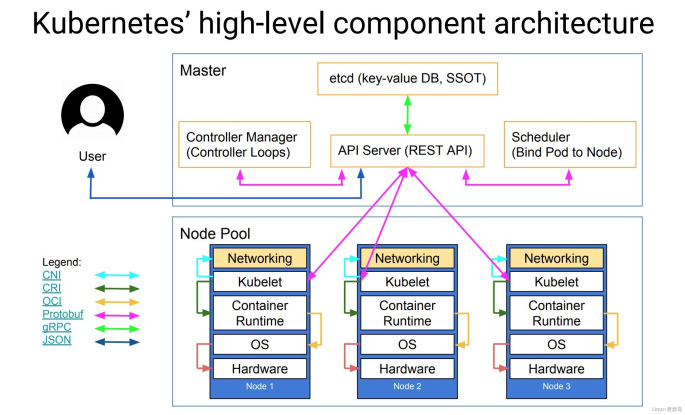 Kubernetes' high-level component architecture
Master
etcd (key-value DB, SSOT)
Controller Manager
(Controller Loops)
API Server (REST API)
Scheduler
(Bind Pod to Node)
User
Node Pool
Legend:
CNI
CRI
OCI
Protobuf
gRPC
JSON
Networking
Kubelet
Container
Runtime
OS
Hardware
Node 1
Networking
Kubelet
Container
Runtime
OS
Hardware
Node 2
Networking
Kubelet
Container
Runtime
OS
Hardware
Node 3